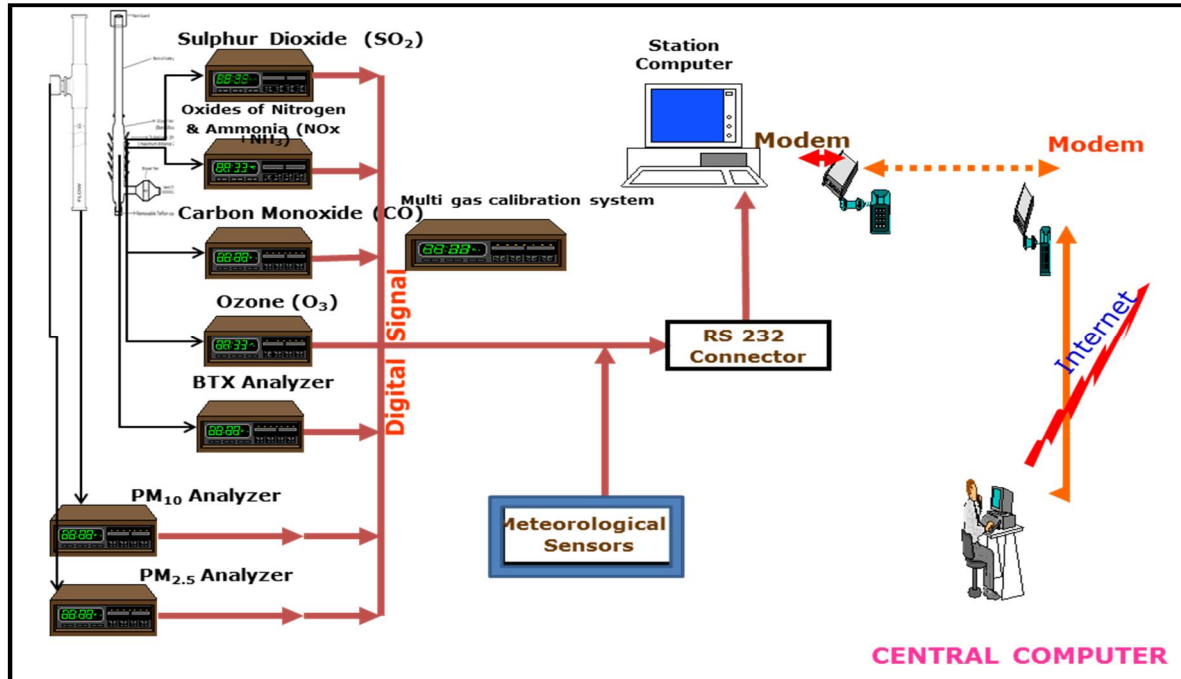 Sulphur Dioxide (SO₂)
Oxides of Nitrogen
& Ammonia (NOx
+NH₃)
Carbon Monoxide (CO)
Multi gas calibration system
Ozone (O₃)
BTX Analyzer
PM₁₀ Analyzer
PM₂.₅ Analyzer
Digital Signal
FLOW
Station
Computer
Modem
Modem
RS 232
Connector
Meteorological
Sensors
Internet
CENTRAL COMPUTER